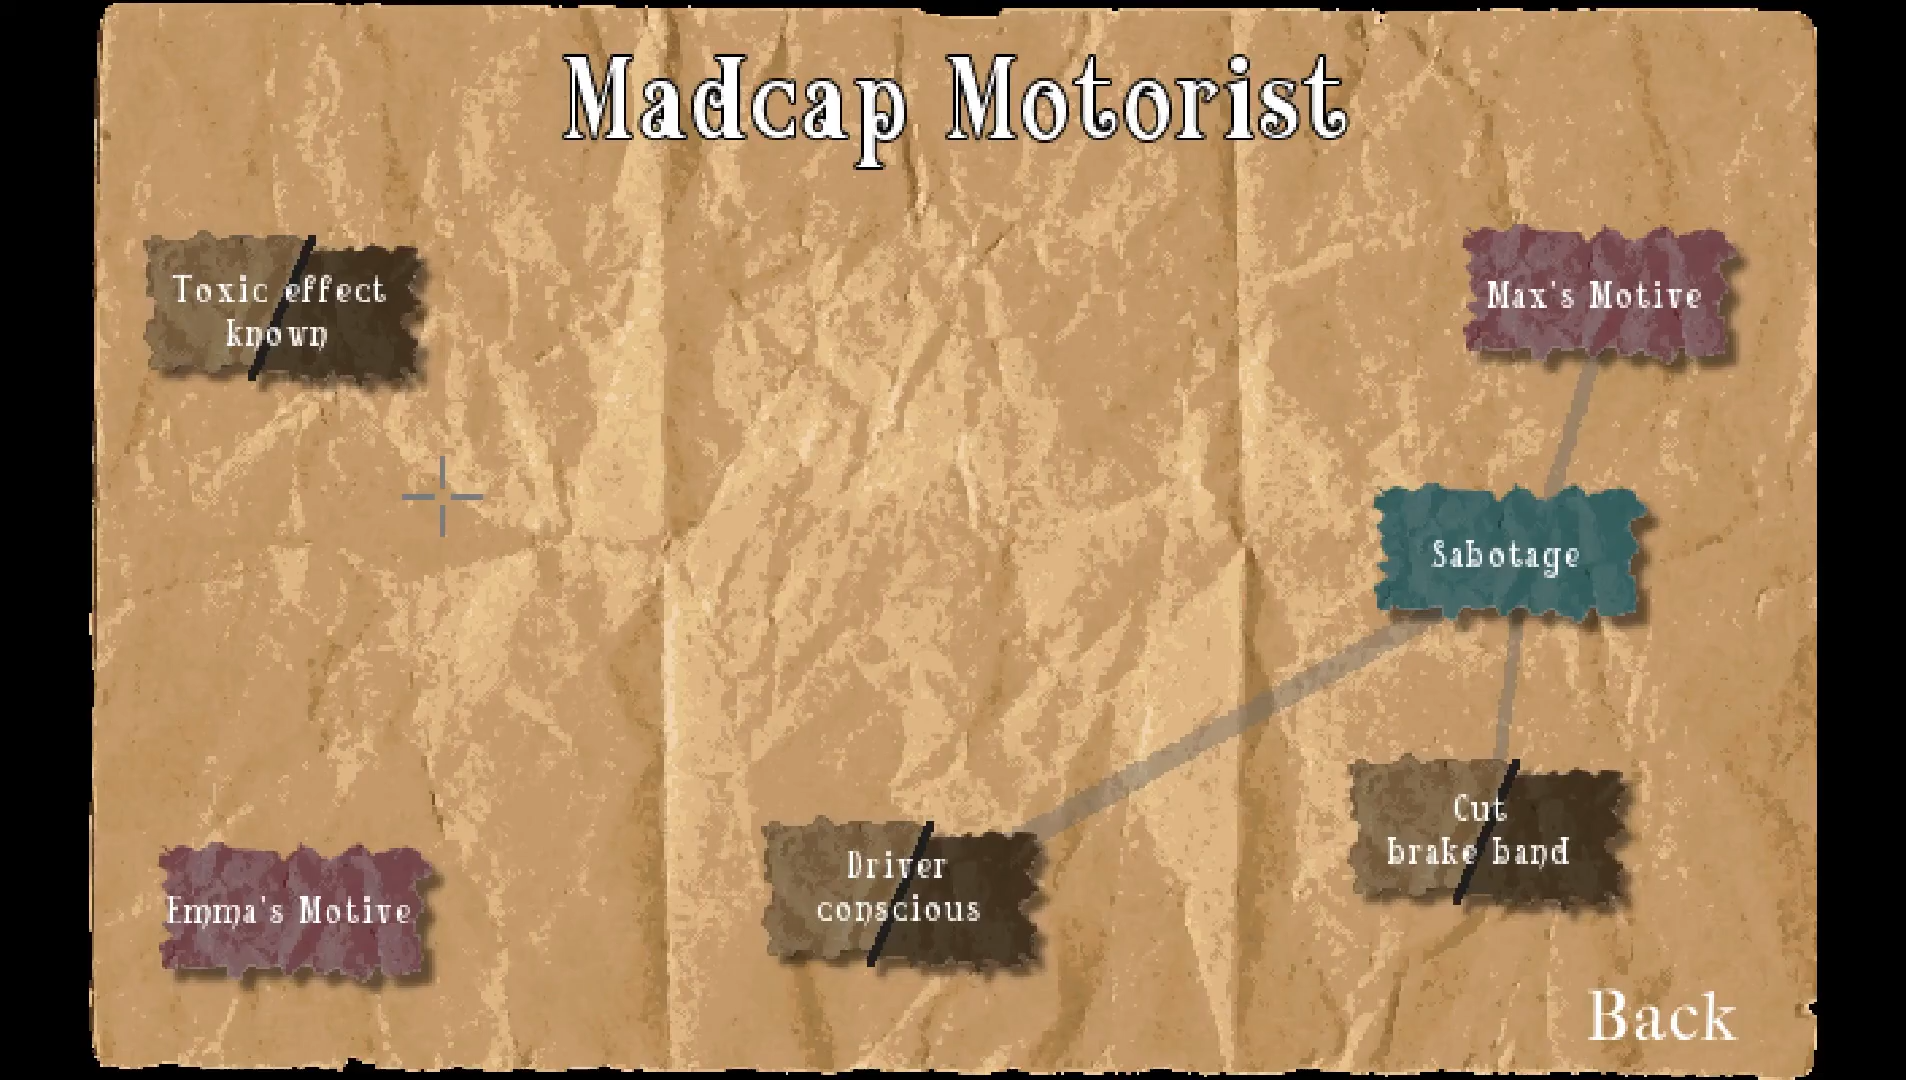 Madcap Motorist
Toxic effect
known
Max's Motive
Sabotage
Cut
brake band
Driver
conscious
Emma's Motive
Back